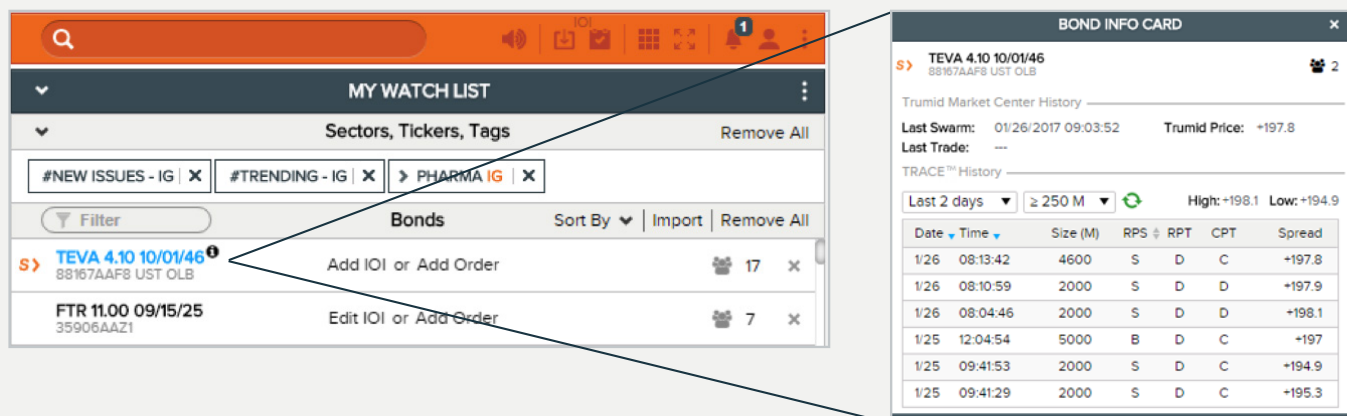 IOI
1
MY WATCH LIST
Sectors, Tickers, Tags Remove All
#NEW ISSUES - IG | X #TRENDING - IG | X > PHARMA IG | X
Filter Bonds Sort By | Import | Remove All
S> TEVA 4.10 10/01/46
88167AAF8 UST OLB
Add IOI or Add Order 17 ×
FTR 11.00 09/15/25
35906AAZ1
Edit IOI or Add Order 7 ×
BOND INFO CARD ×
S> TEVA 4.10 10/01/46
88167AAF8 UST OLB
2
Trumid Market Center History
Last Swarm: 01/26/2017 09:03:52 Trumid Price: +197.8
Last Trade: ---
TRACE™ History
Last 2 days ≥ 250 M High: +198.1 Low: +194.9
Date Time Size (M) RPS RPT CPT Spread
1/26 08:13:42 4600 S D C +197.8
1/26 08:10:59 2000 S D D +197.9
1/26 08:04:46 2000 S D D +198.1
1/25 12:04:54 5000 B D C +197
1/25 09:41:53 2000 S D C +194.9
1/25 09:41:29 2000 S D C +195.3